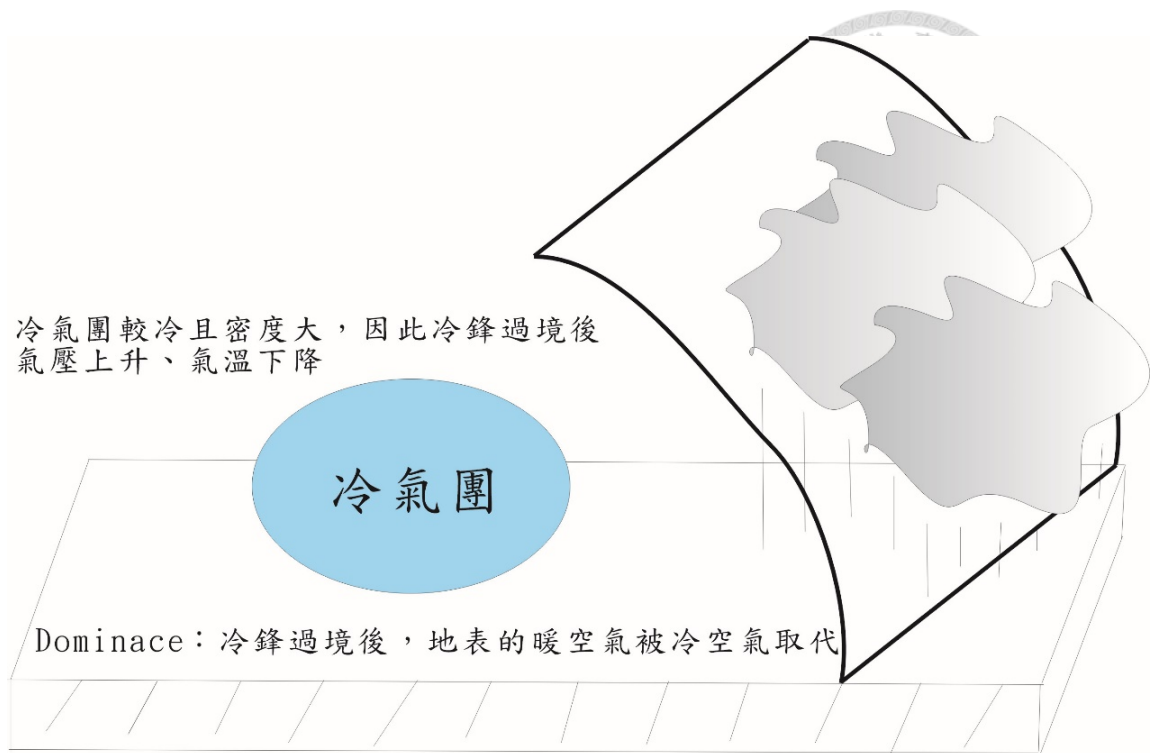 冷氣團較冷且密度大，因此冷鋒過境後
氣壓上升、氣溫下降
冷氣團
Dominace：冷鋒過境後，地表的暖空氣被冷空氣取代